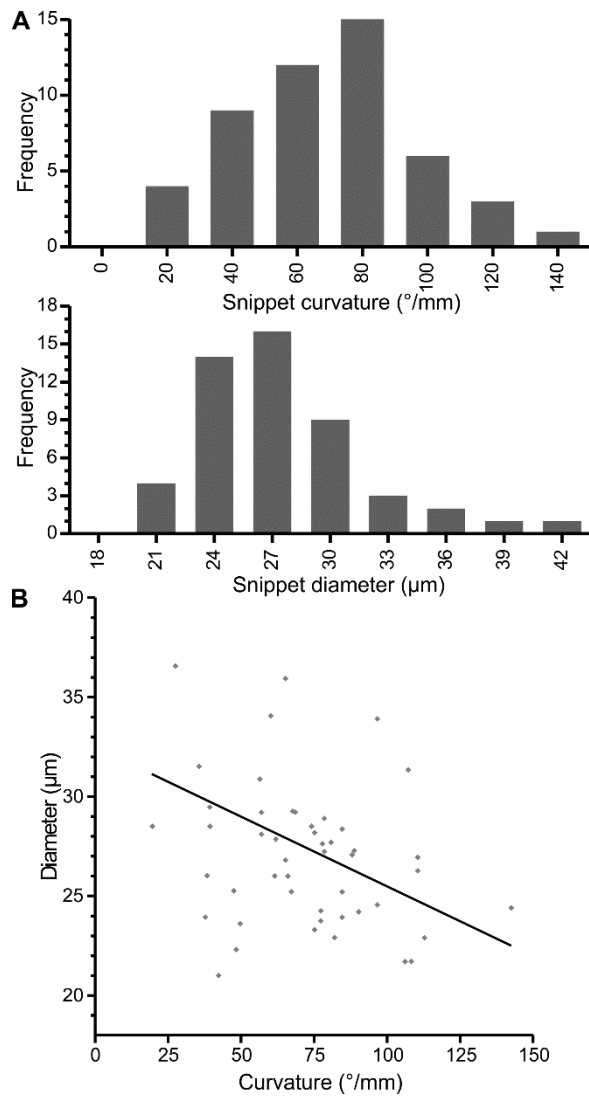 A
15
10
5
0
Frequency
0 20 40 60 80 100 120 140
Snippet curvature (°/mm)
18
15
12
9
6
3
0
Frequency
18 21 24 27 30 33 36 39 42
Snippet diameter (µm)
B
40
35
30
25
20
Diameter (µm)
0 25 50 75 100 125 150
Curvature (°/mm)